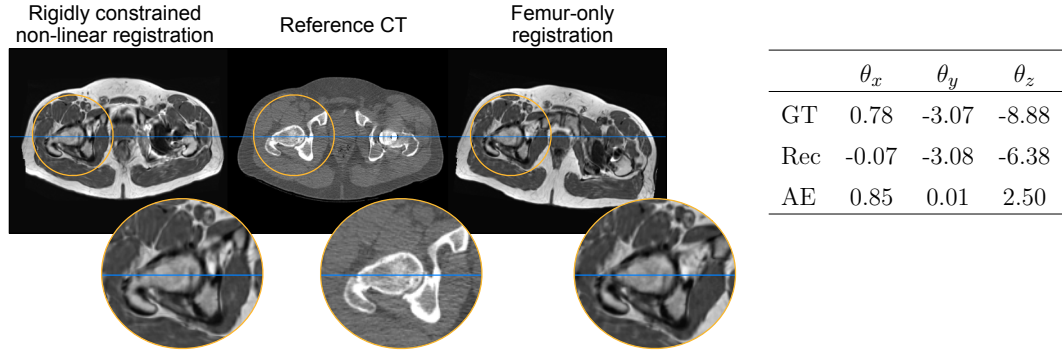 Rigidly constrained
non-linear registration
Reference CT
Femur-only
registration
θx θy θz
GT 0.78 -3.07 -8.88
Rec -0.07 -3.08 -6.38
AE 0.85 0.01 2.50